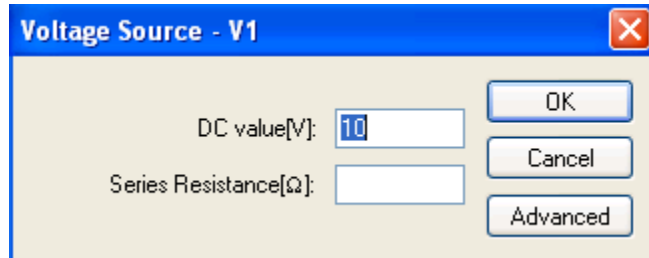 Voltage Source - V1
DC value[V]: 10
OK
Series Resistance[Ω]:
Cancel
Advanced